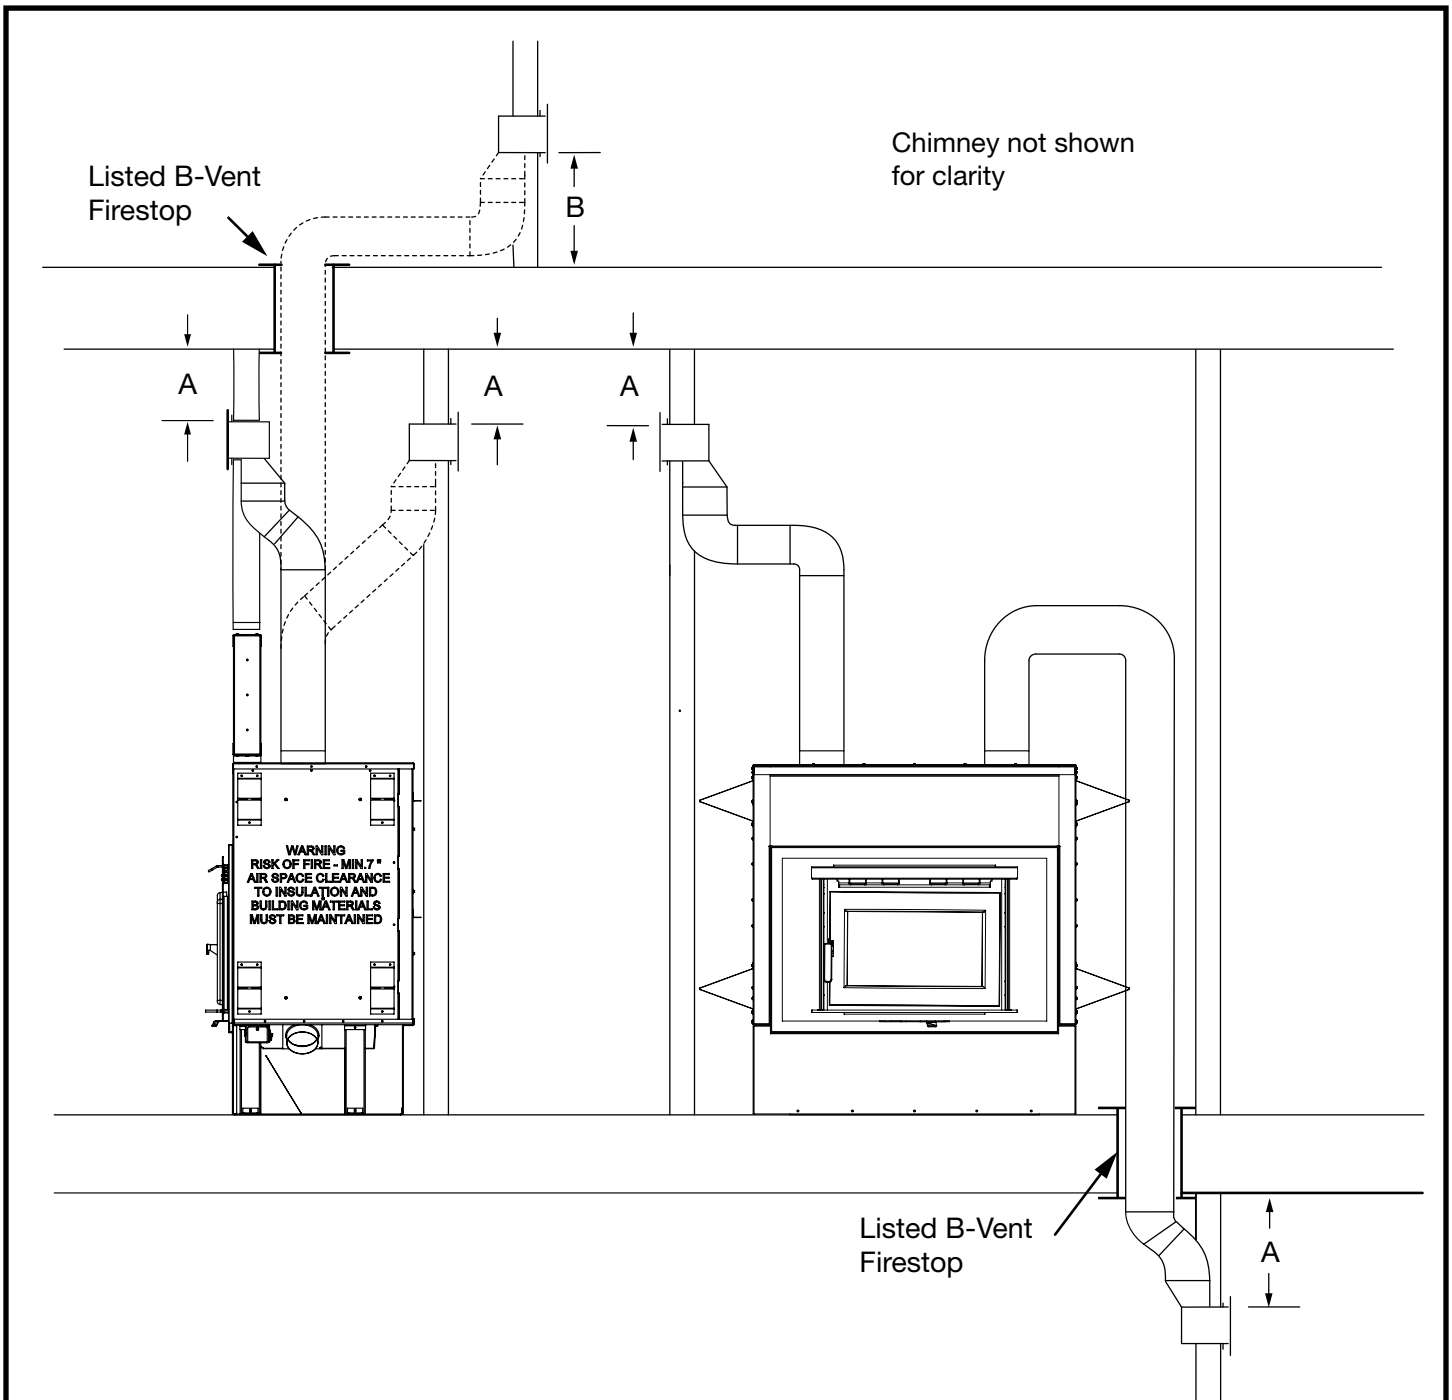 Chimney not shown
for clarity
Listed B-Vent
Firestop
B
A
A
A
WARNING
RISK OF FIRE - MIN.7 "
AIR SPACE CLEARANCE
TO INSULATION AND
BUILDING MATERIALS
MUST BE MAINTAINED
Listed B-Vent
Firestop
A